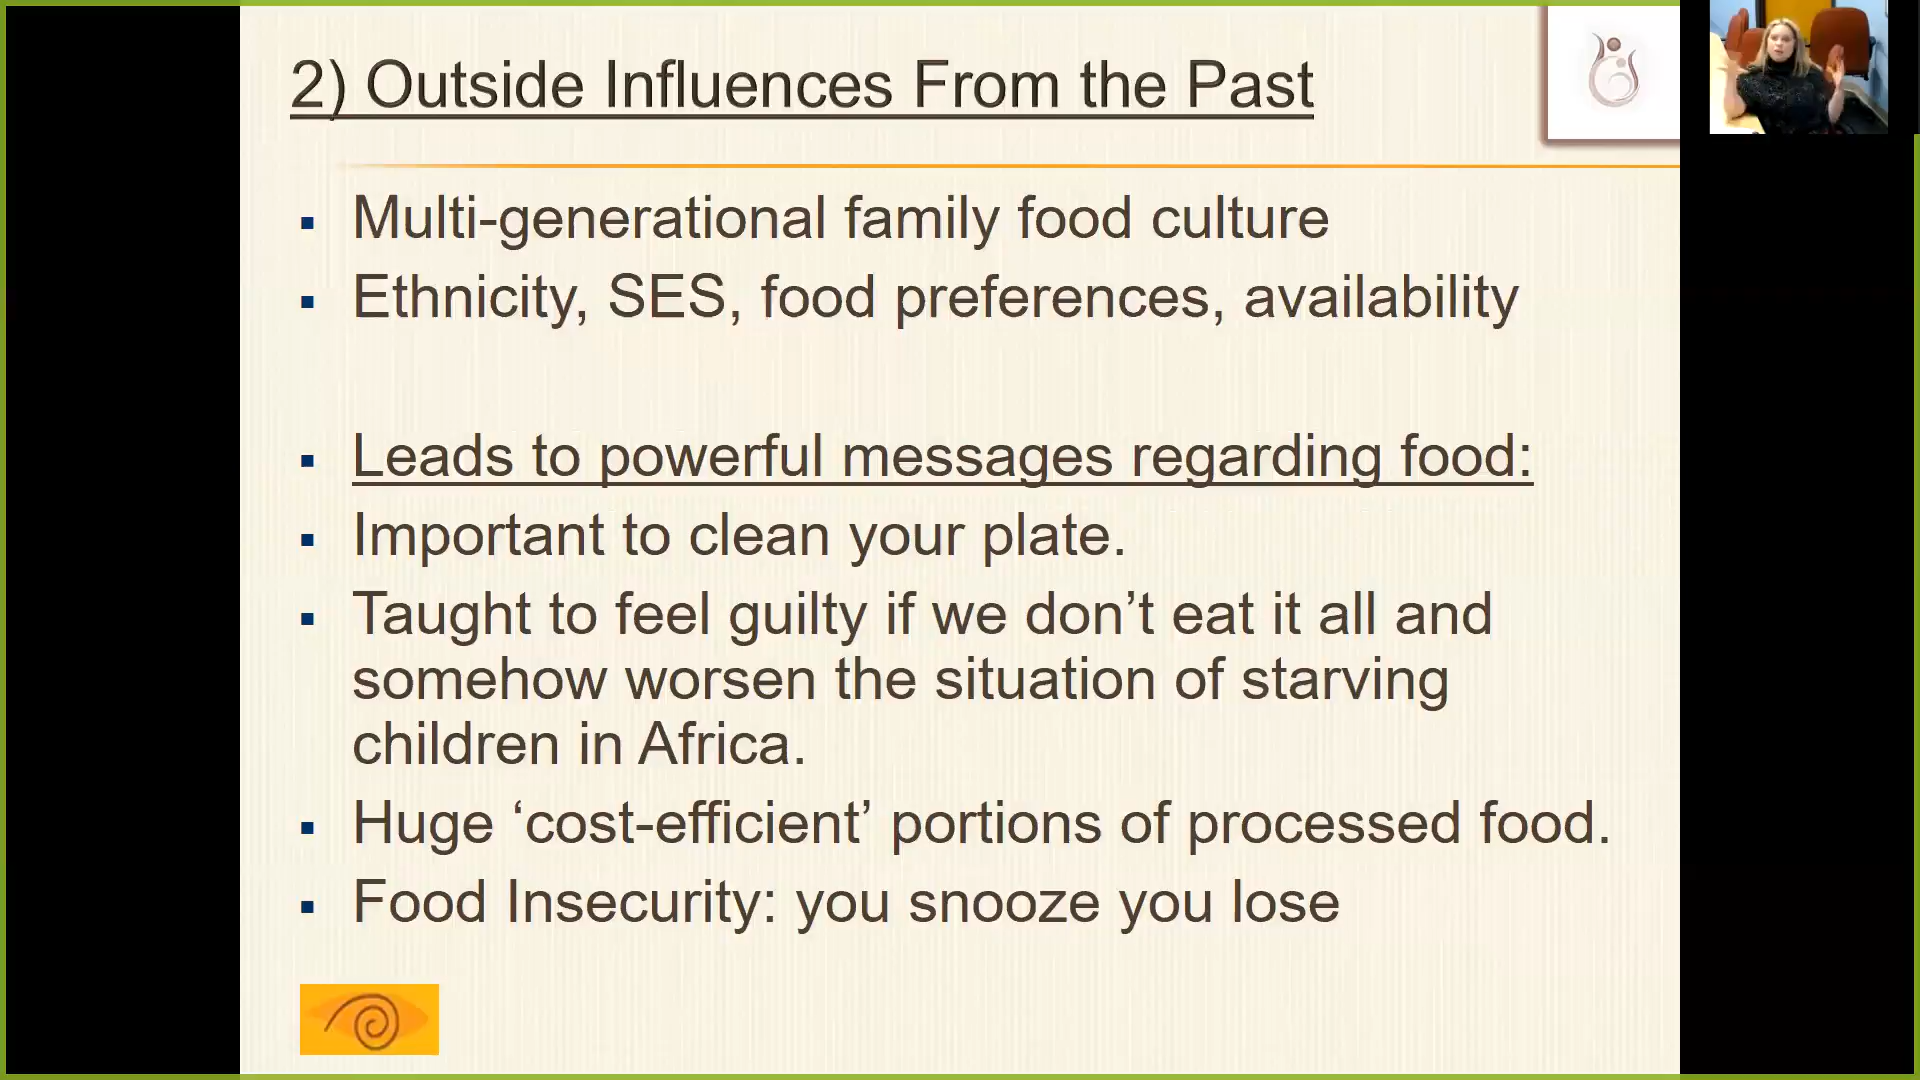 2) Outside Influences From the Past
▪ Multi-generational family food culture
▪ Ethnicity, SES, food preferences, availability
▪ Leads to powerful messages regarding food:
▪ Important to clean your plate.
▪ Taught to feel guilty if we don’t eat it all and
somehow worsen the situation of starving
children in Africa.
▪ Huge ‘cost-efficient’ portions of processed food.
▪ Food Insecurity: you snooze you lose